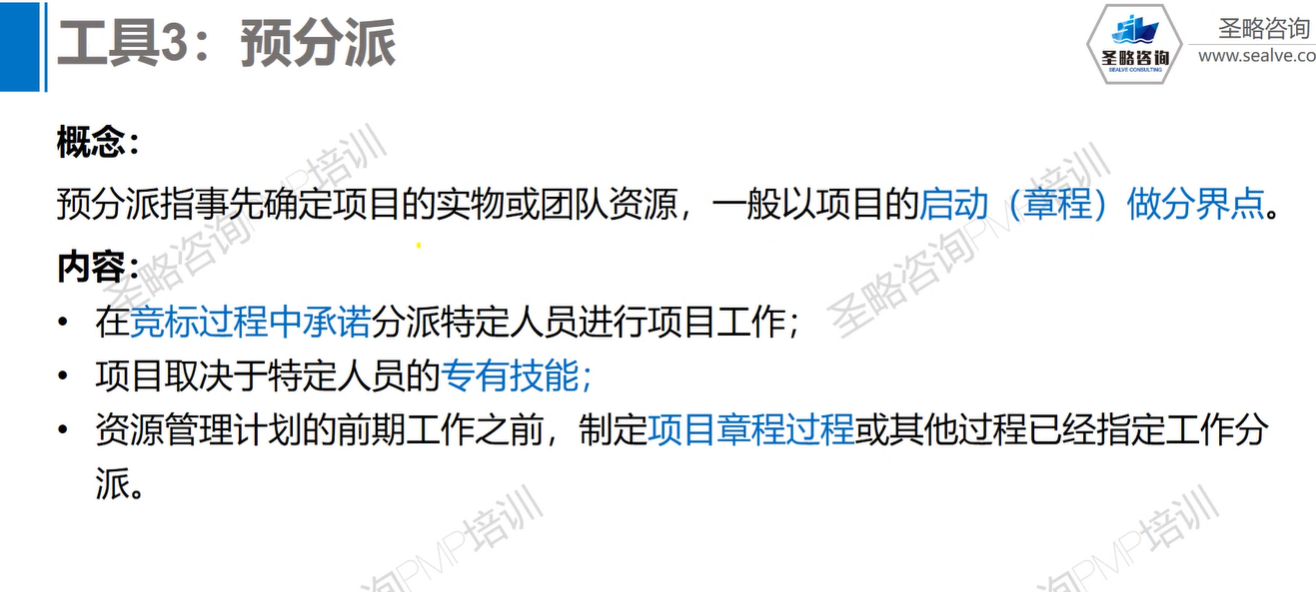 工具3：预分派
圣略咨询
SEALVE CONSULTING
圣略咨询
www.sealve.co
概念：
预分派指事先确定项目的实物或团队资源，一般以项目的启动（章程）做分界点。
内容：
• 在竞标过程中承诺分派特定人员进行项目工作；
• 项目取决于特定人员的专有技能；
• 资源管理计划的前期工作之前，制定项目章程过程或其他过程已经指定工作分
派。
圣略咨询PMP培训
圣略咨询PMP培训
询PMP培训
询PMP培训